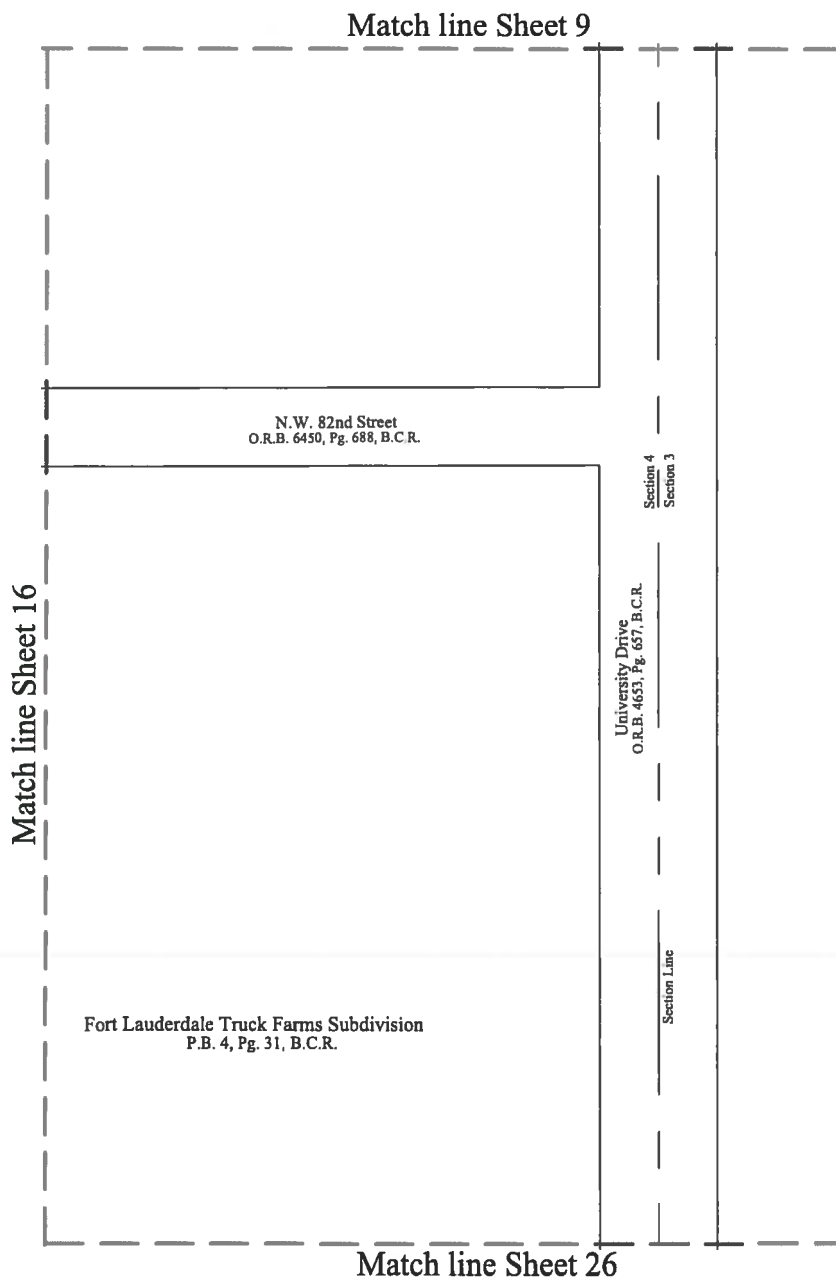 Match line Sheet 9
N.W. 82nd Street
O.R.B. 6450, Pg. 688, B.C.R.
Section 4
Section 3
Match line Sheet 16
University Drive
O.R.B. 4653, Pg. 657, B.C.R.
Section Line
Fort Lauderdale Truck Farms Subdivision
P.B. 4, Pg. 31, B.C.R.
Match line Sheet 26